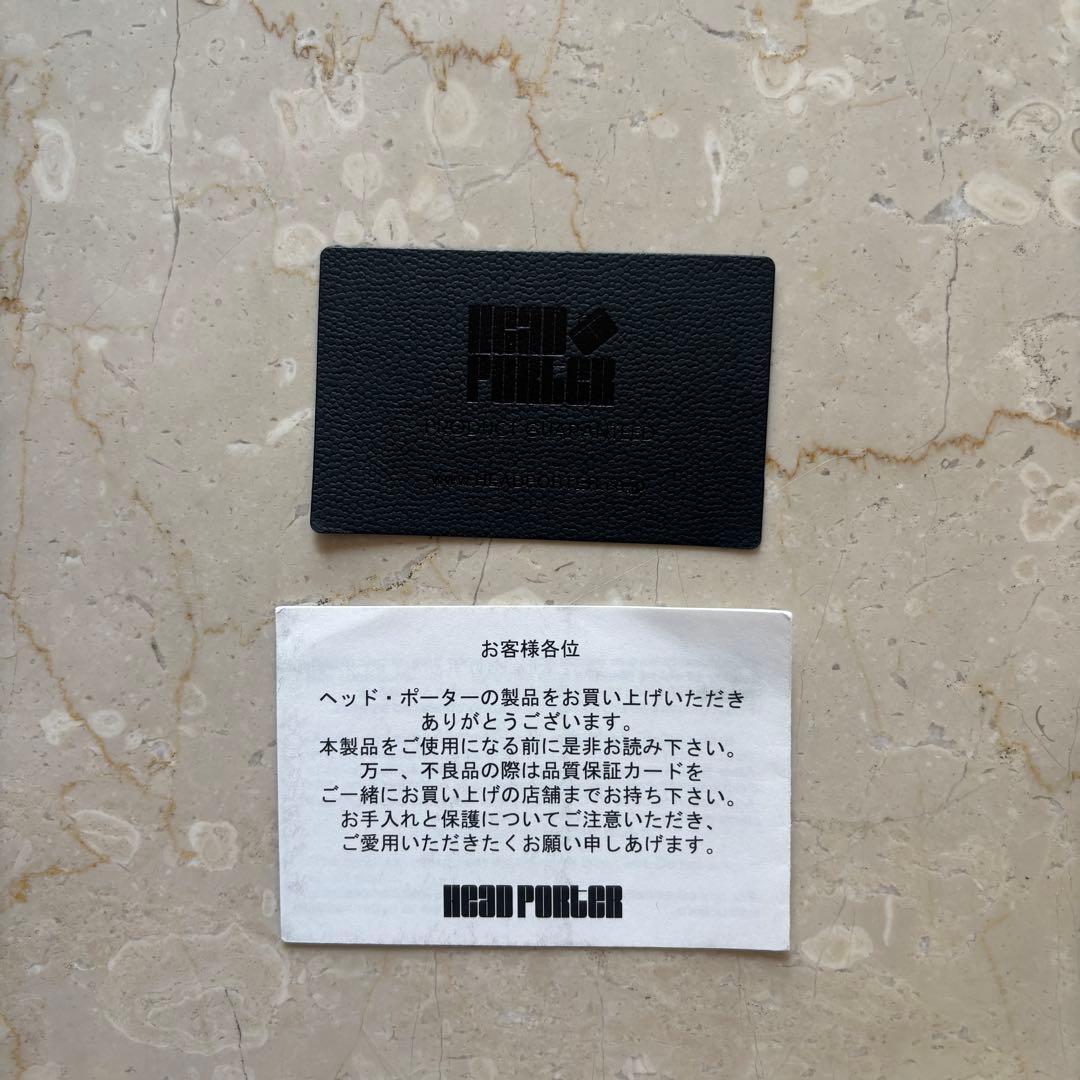 HEAD
PORTER
PRODUCT GUARANTEED
お客様各位
ヘッド・ポーターの製品をお買い上げいただき
ありがとうございます。
本製品をご使用になる前に是非お読み下さい。
万一、不良品の際は品質保証カードを
ご一緒にお買い上げの店舗までお持ち下さい。
お手入れと保護についてご注意いただき、
ご愛用いただきたくお願い申しあげます。
HEAD PORTER